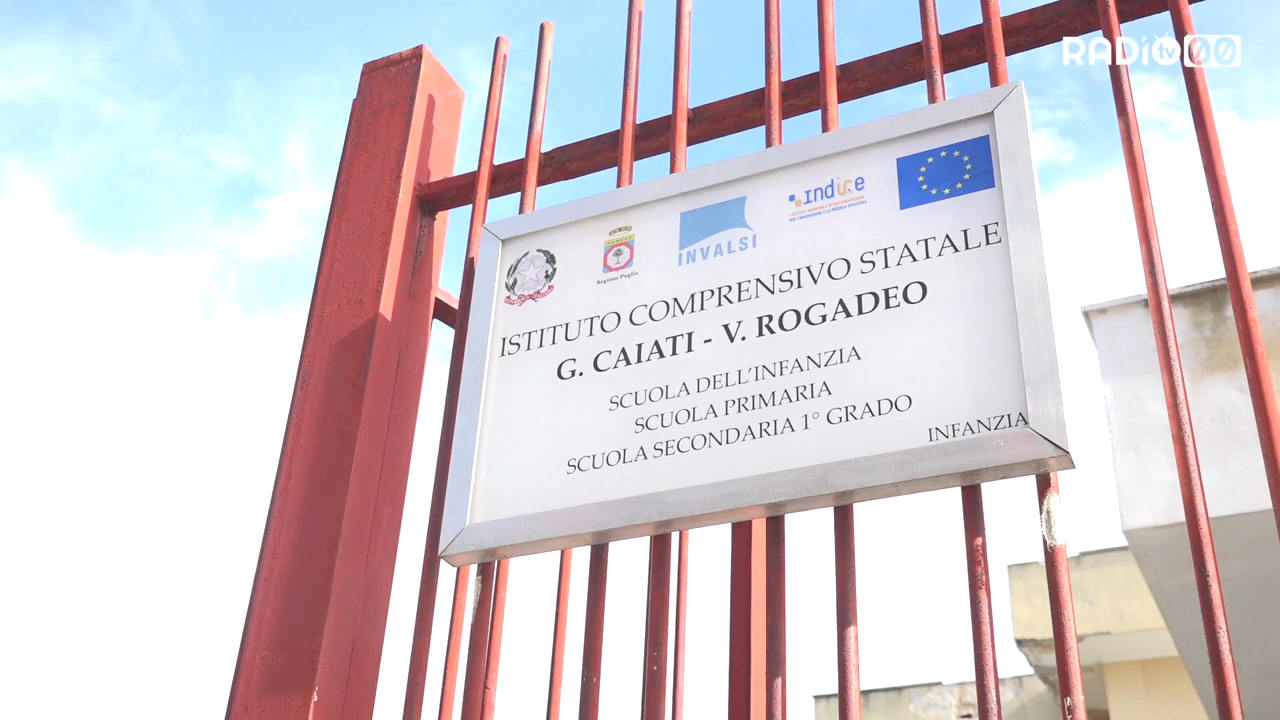 RADiO tv 00
indire
INVALSI
Regione Puglia
ISTITUTO COMPRENSIVO STATALE
G. CAIATI - V. ROGADEO
SCUOLA DELL'INFANZIA
SCUOLA PRIMARIA
SCUOLA SECONDARIA 1° GRADO
INFANZIA